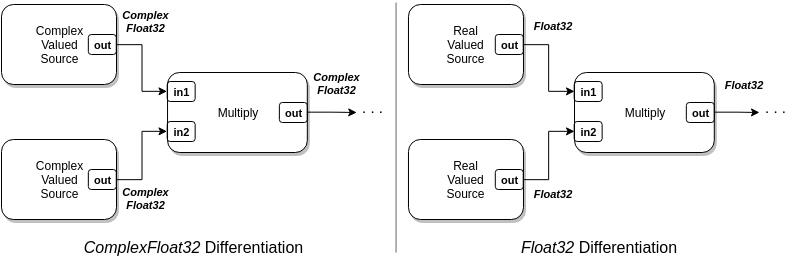 Complex
Float32
Complex
Valued
Source
out
in1
Multiply
out
Complex
Float32
. . .
in2
Complex
Valued
Source
out
Complex
Float32
ComplexFloat32 Differentiation
Real
Valued
Source
out
Float32
in1
Multiply
out
Float32
. . .
in2
Real
Valued
Source
out
Float32
Float32 Differentiation